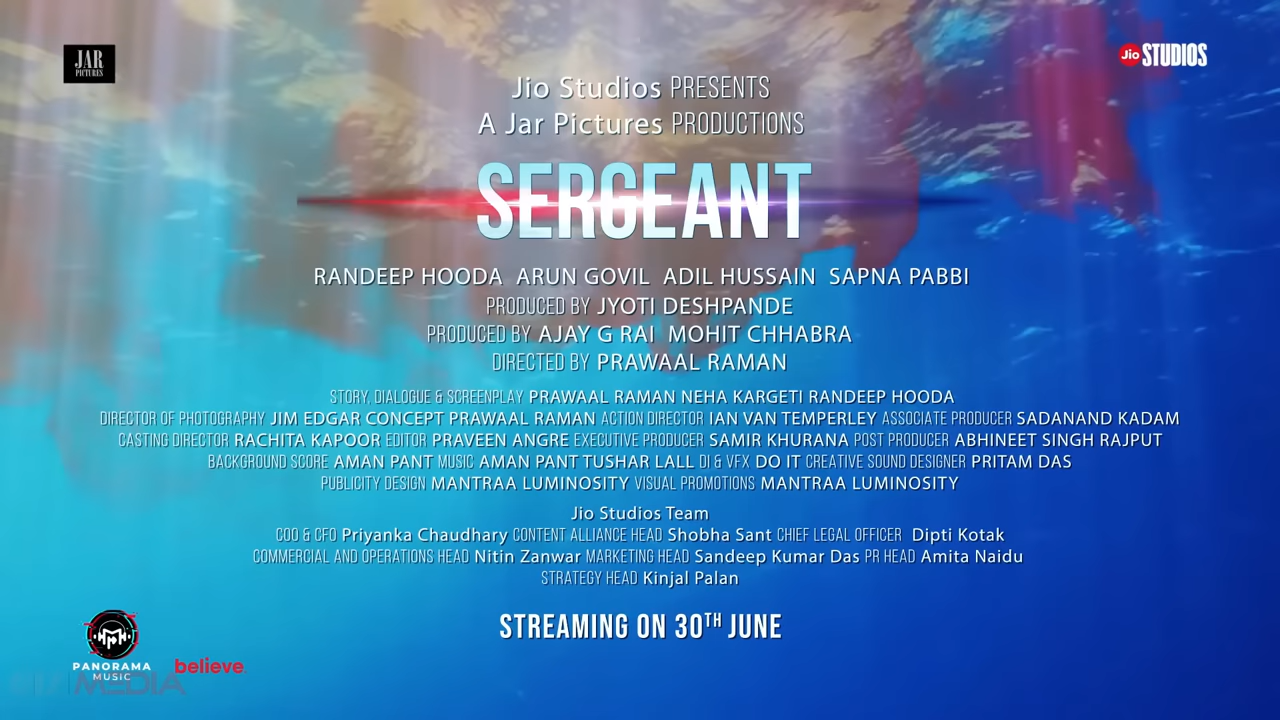 JAR
PICTURES
Jio STUDIOS
Jio Studios PRESENTS
A Jar Pictures PRODUCTIONS
SERGEANT
RANDEEP HOODA ARUN GOVIL ADIL HUSSAIN SAPNA PABBI
PRODUCED BY JYOTI DESHPANDE
PRODUCED BY AJAY G RAI MOHIT CHHABRA
DIRECTED BY PRAWAAL RAMAN
STORY, DIALOGUE & SCREENPLAY PRAWAAL RAMAN NEHA KARGETI RANDEEP HOODA
DIRECTOR OF PHOTOGRAPHY JIM EDGAR CONCEPT PRAWAAL RAMAN ACTION DIRECTOR IAN VAN TEMPERLEY ASSOCIATE PRODUCER SADANAND KADAM
CASTING DIRECTOR RACHITA KAPOOR EDITOR PRAVEEN ANGRE EXECUTIVE PRODUCER SAMIR KHURANA POST PRODUCER ABHINEET SINGH RAJPUT
BACKGROUND SCORE AMAN PANT MUSIC AMAN PANT TUSHAR LALL DI & VFX DO IT CREATIVE SOUND DESIGNER PRITAM DAS
PUBLICITY DESIGN MANTRAA LUMINOSITY VISUAL PROMOTIONS MANTRAA LUMINOSITY
Jio Studios Team
COO & CFO Priyanka Chaudhary CONTENT ALLIANCE HEAD Shobha Sant CHIEF LEGAL OFFICER Dipti Kotak
COMMERCIAL AND OPERATIONS HEAD Nitin Zanwar MARKETING HEAD Sandeep Kumar Das PR HEAD Amita Naidu
STRATEGY HEAD Kinjal Palan
STREAMING ON 30TH JUNE
PANORAMA
MUSIC
believe.
MEDIA